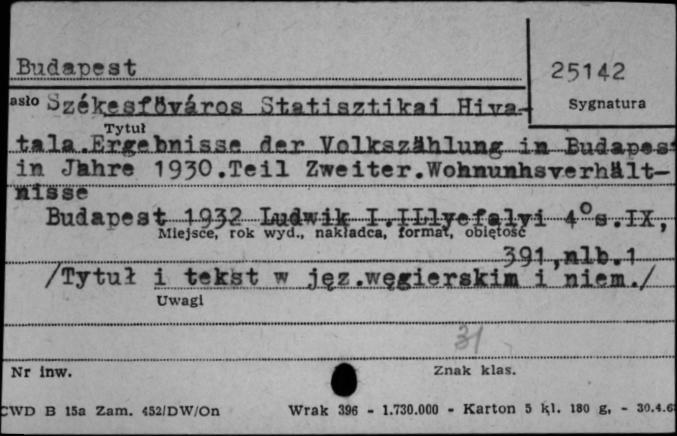 Budapest
25142
asło Székesfőváros Statisztikai Hiva-
Sygnatura
Tytuł
tala.Ergebnisse der Volkszählung in Budapest
in Jahre 1930.Teil Zweiter.Wohnunhsverhält-
nisse
Budapest 1932 Ludwik I.Illyefalvi 4°s.IX,
Miejsce, rok wyd., nakładca, format, objętość
391,nlb.1
/Tytuł i tekst w jęz.węgierskim i niem./
Uwagi
31
Nr inw.
Znak klas.
CWD B 15a Zam. 452/DW/On Wrak 396 - 1.730.000 - Karton 5 kl. 180 g, - 30.4.6